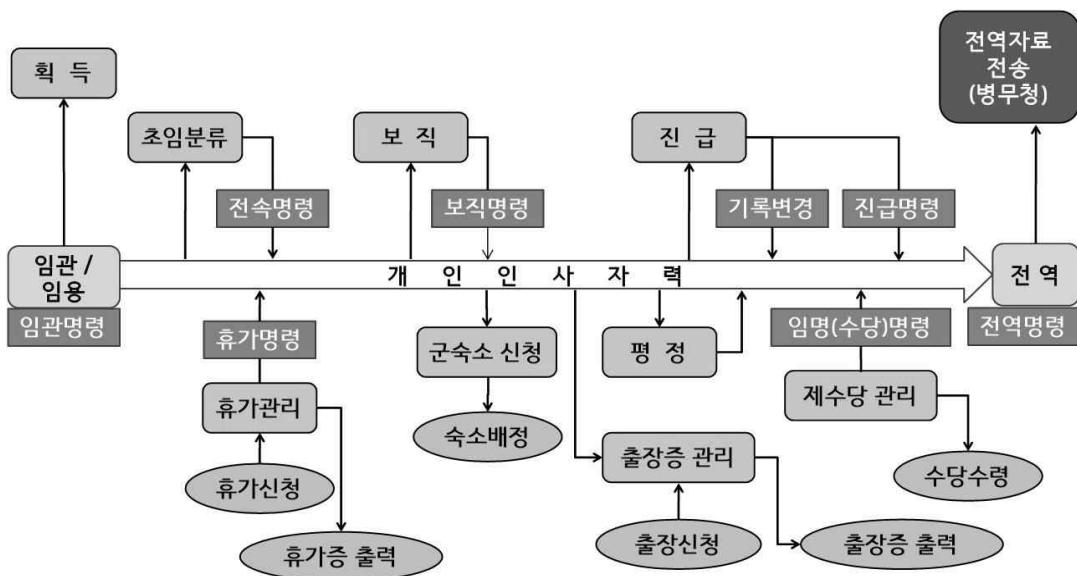 전역자료
전송
(병무청)
획 득
초임분류
보 직
진 급
전속명령
보직명령
기록변경
진급명령
임관 /
임용
개 인 인 사 자 력
전 역
임관명령
휴가명령
군숙소 신청
평 정
임명(수당)명령
전역명령
휴가관리
숙소배정
제수당 관리
휴가신청
출장증 관리
수당수령
휴가증 출력
출장신청
출장증 출력